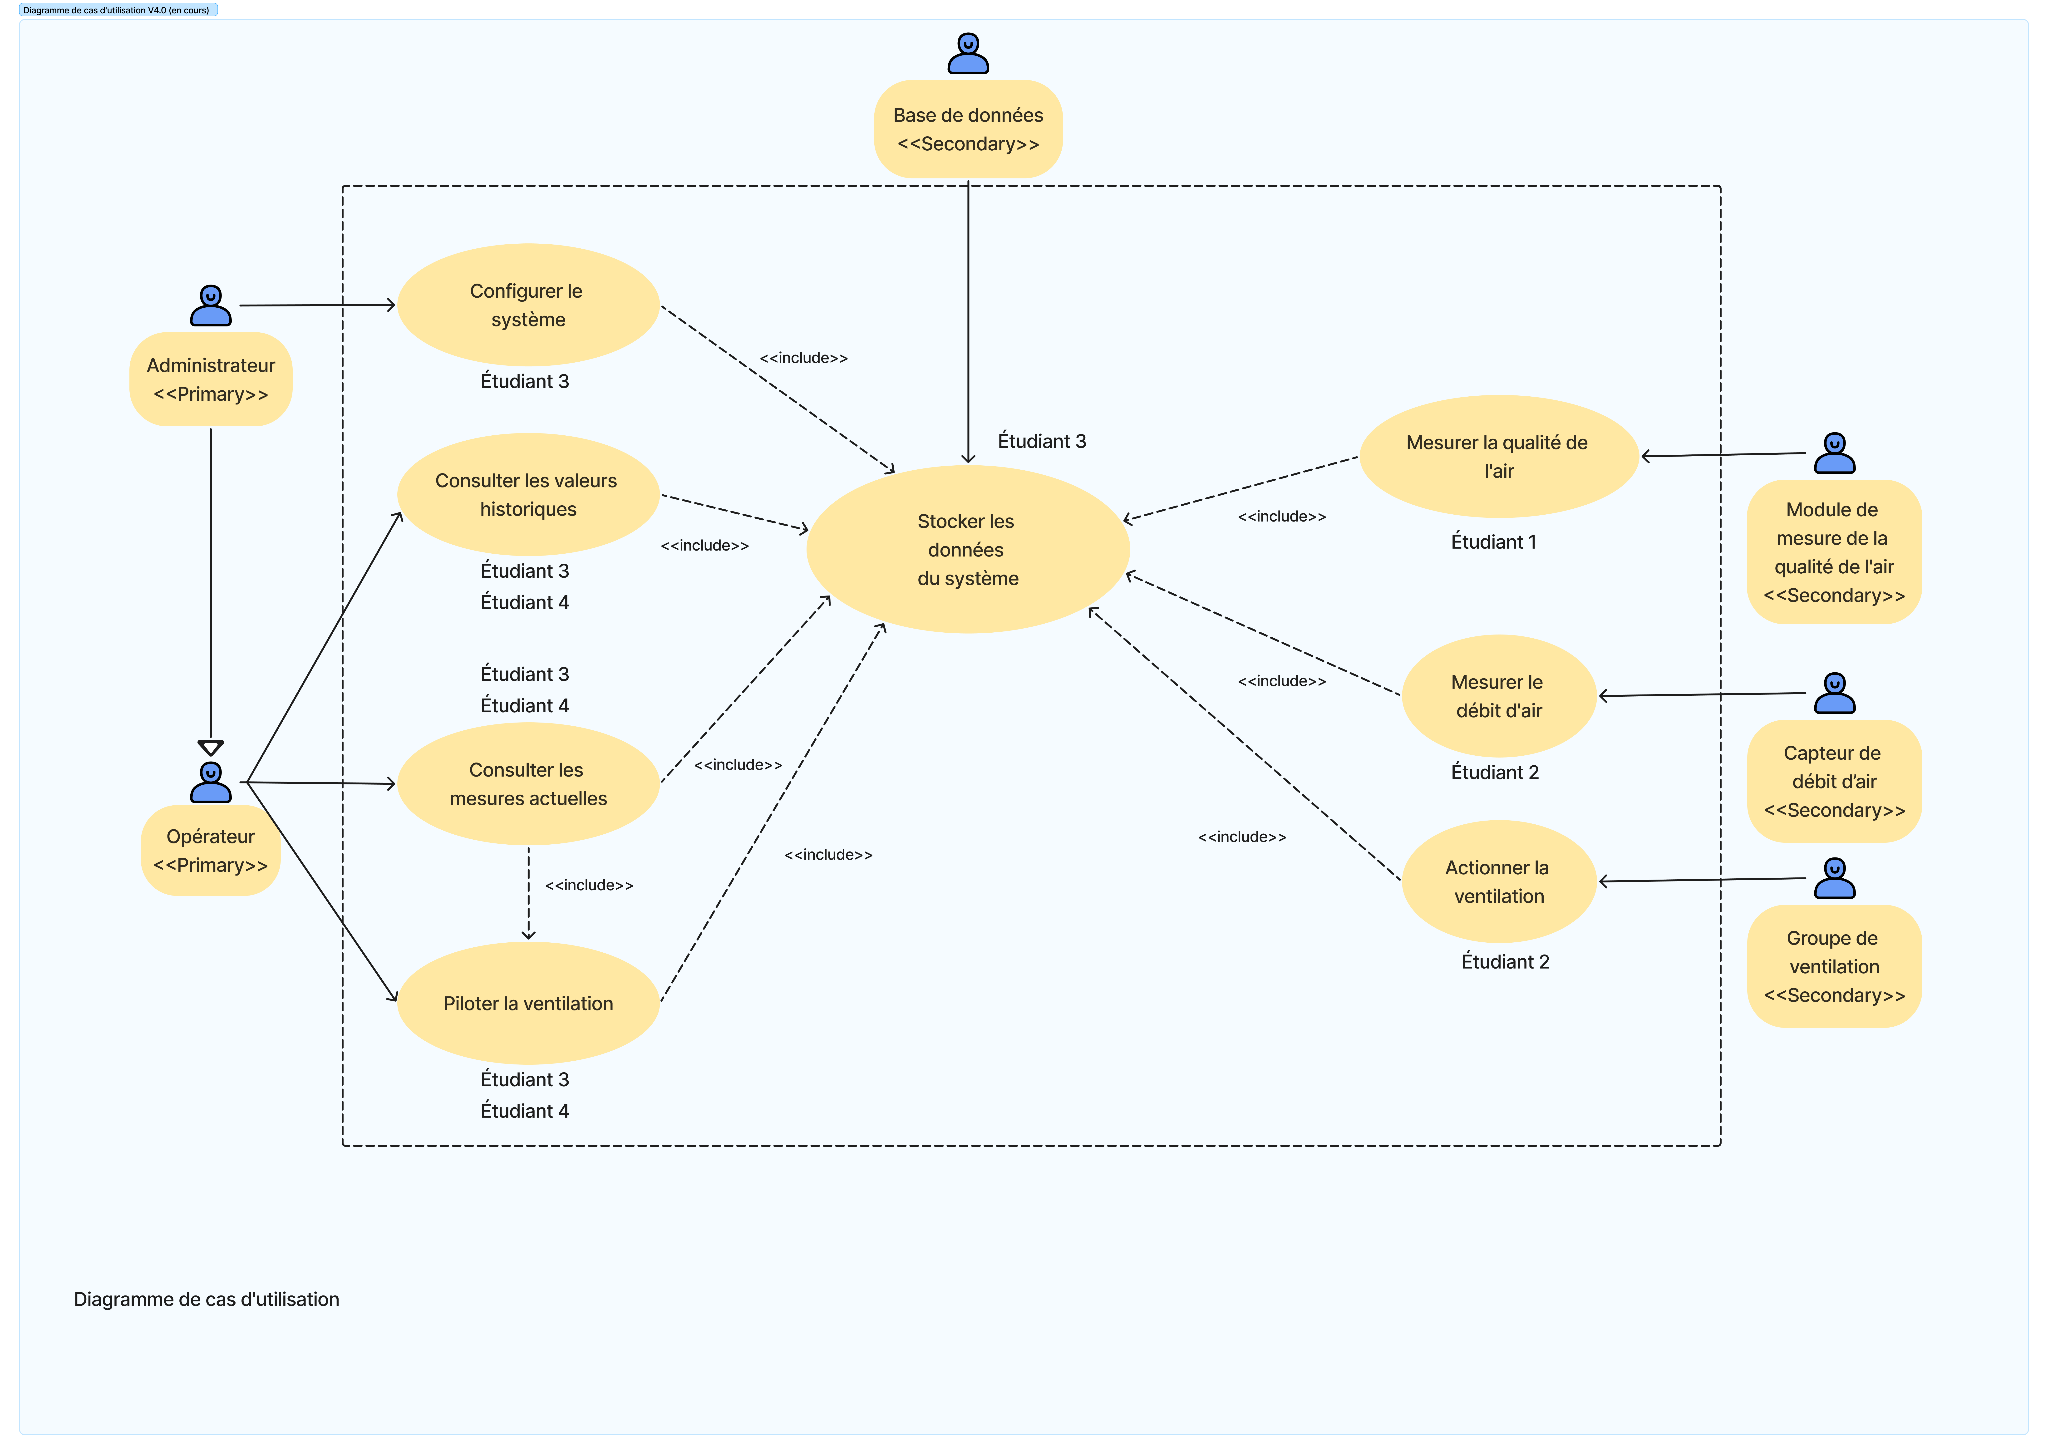 Diagramme de cas d'utilisation V4.0 (en cours)
Base de données
<<Secondary>>
Configurer le
système
Étudiant 3
Administrateur
<<Primary>>
<<include>>
Consulter les valeurs
historiques
Étudiant 3
Étudiant 4
<<include>>
Étudiant 3
Stocker les
données
du système
Mesurer la qualité de
l'air
Étudiant 1
<<include>>
Module de
mesure de la
qualité de l'air
<<Secondary>>
Étudiant 3
Étudiant 4
Consulter les
mesures actuelles
<<include>>
<<include>>
Mesurer le
débit d'air
Étudiant 2
Capteur de
débit d’air
<<Secondary>>
Opérateur
<<Primary>>
<<include>>
<<include>>
<<include>>
Actionner la
ventilation
Étudiant 2
Groupe de
ventilation
<<Secondary>>
Piloter la ventilation
Étudiant 3
Étudiant 4
Diagramme de cas d'utilisation